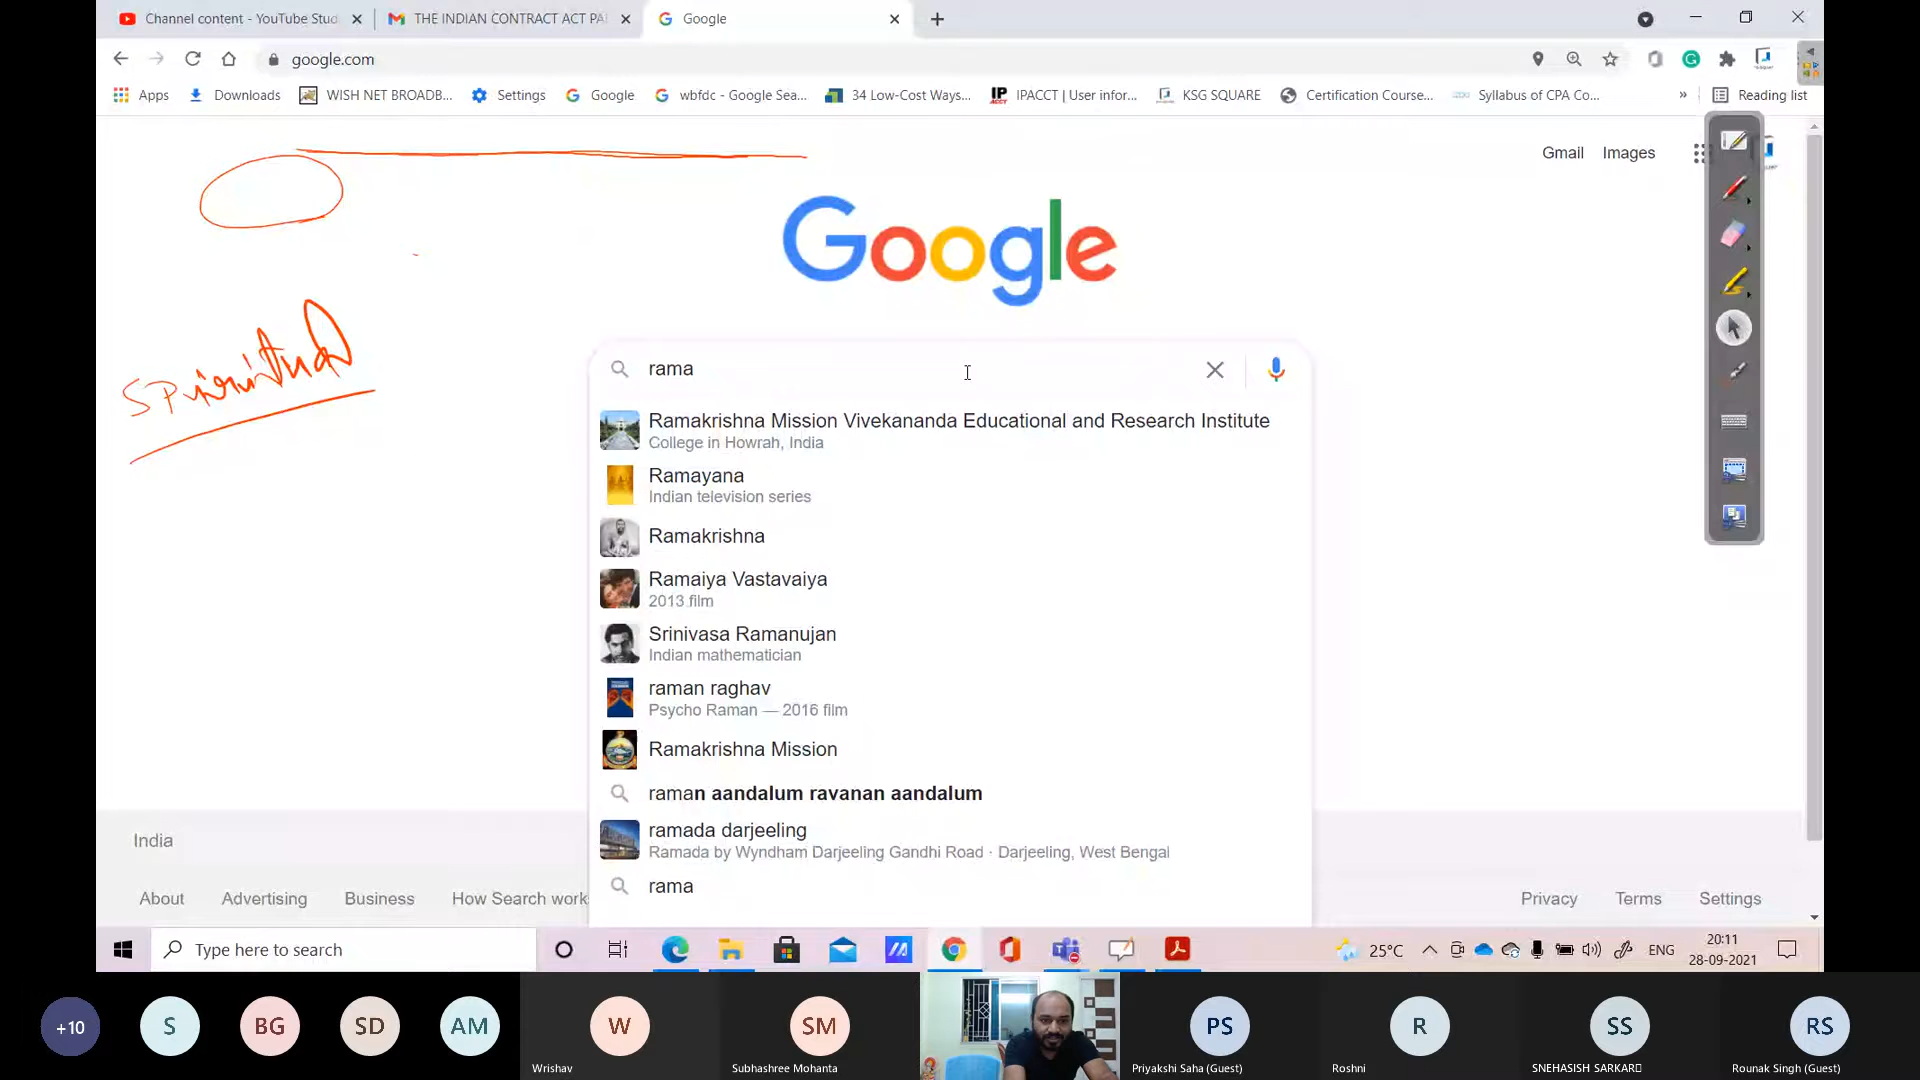 Channel content - YouTube Stud
THE INDIAN CONTRACT ACT PA
Google
google.com
Apps
Downloads
WISH NET BROADB...
Settings
Google
wbfdc - Google Sea...
34 Low-Cost Ways...
IPACCT | User infor...
KSG SQUARE
Certification Course...
Syllabus of CPA Co...
»
Reading list
Gmail
Images
Google
spiritual
rama
Ramakrishna Mission Vivekananda Educational and Research Institute
College in Howrah, India
Ramayana
Indian television series
Ramakrishna
Ramaiya Vastavaiya
2013 film
Srinivasa Ramanujan
Indian mathematician
raman raghav
Psycho Raman — 2016 film
Ramakrishna Mission
raman aandalum ravanan aandalum
ramada darjeeling
Ramada by Wyndham Darjeeling Gandhi Road · Darjeeling, West Bengal
rama
India
About
Advertising
Business
How Search work
Privacy
Terms
Settings
Type here to search
25°C
ENG
20:11
28-09-2021
+10
S
BG
SD
AM
W
Wrishav
SM
Subhashree Mohanta
PS
Priyakshi Saha (Guest)
R
Roshni
SS
SNEHASISH SARKAR
RS
Rounak Singh (Guest)